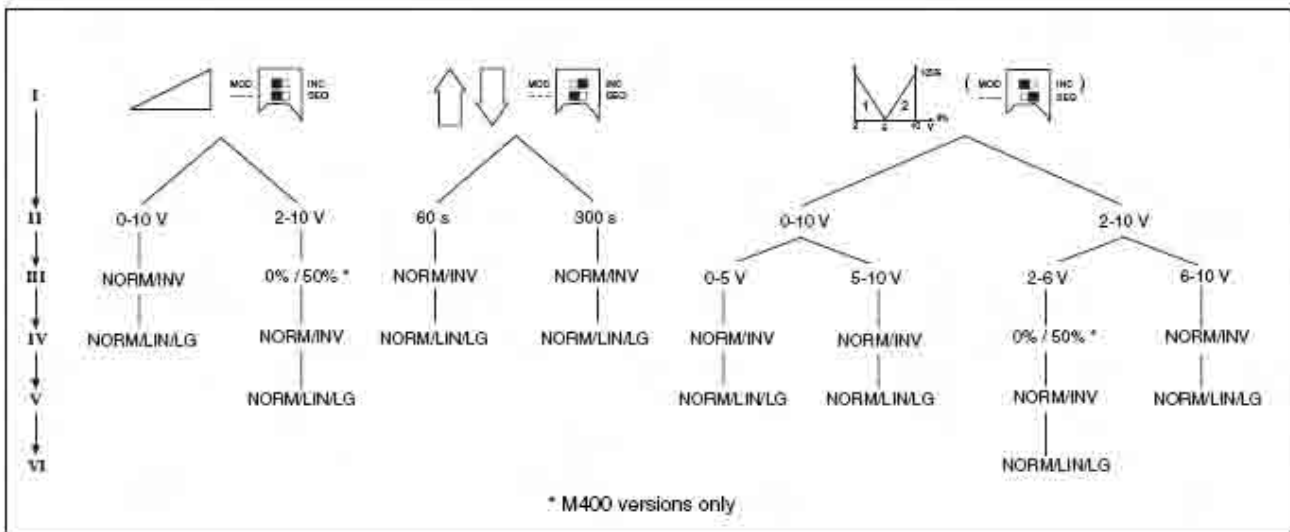 I
MOD INC
SEQ
MOD INC
SEQ
1 2
V
( MOD INC )
SEQ
II 0-10 V 2-10 V 60 s 300 s 0-10 V 2-10 V
III NORM/INV 0% / 50% * NORM/INV NORM/INV 0-5 V 5-10 V 2-6 V 6-10 V
IV NORM/LIN/LG NORM/INV NORM/LIN/LG NORM/LIN/LG NORM/INV NORM/INV 0% / 50% * NORM/INV
V NORM/LIN/LG NORM/LIN/LG NORM/LIN/LG NORM/INV NORM/LIN/LG
VI NORM/LIN/LG
* M400 versions only